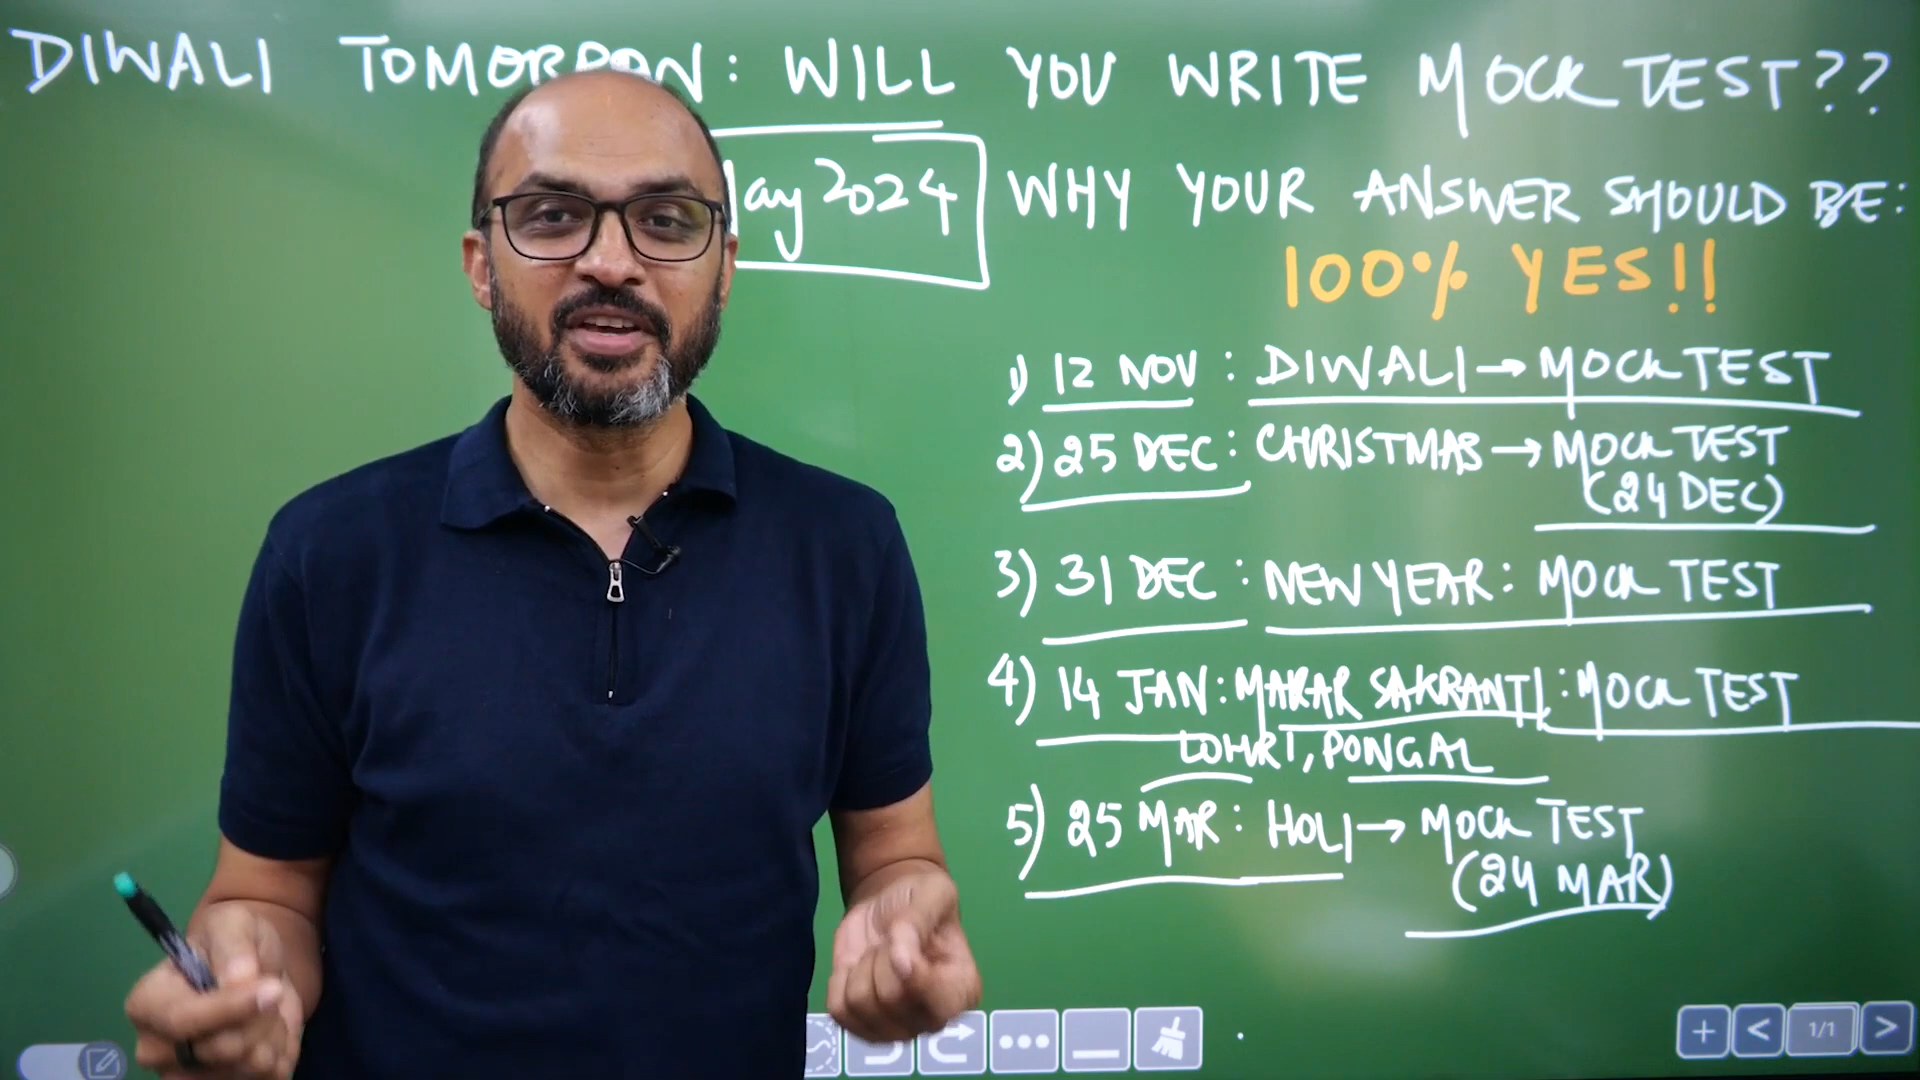 DIWALI TOMORROW: WILL YOU WRITE MOCK TEST??
ay 2024
WHY YOUR ANSWER SHOULD BE:
100% YES!!
1) 12 NOV : DIWALI → MOCK TEST
2) 25 DEC : CHRISTMAS → MOCK TEST
(24 DEC)
3) 31 DEC : NEW YEAR : MOCK TEST
4) 14 JAN : MAKAR SAKRANTI : MOCK TEST
LOHRI, PONGAL
5) 25 MAR : HOLI → MOCK TEST
(24 MAR)
1/1